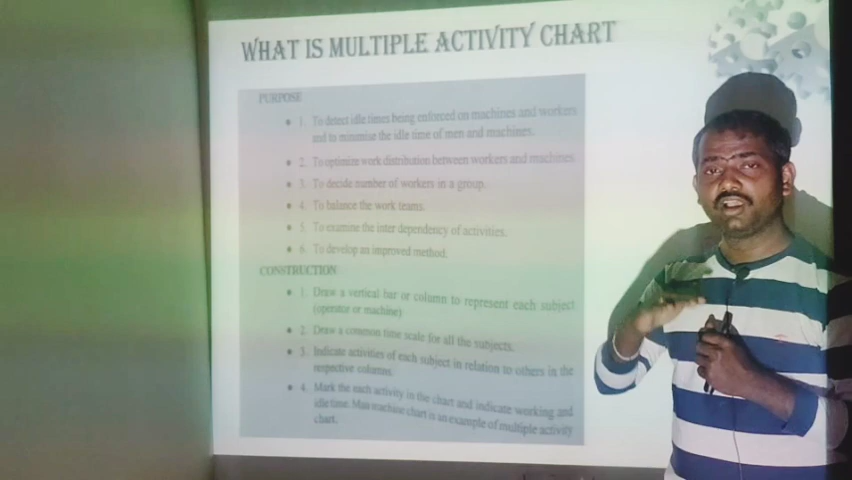 WHAT IS MULTIPLE ACTIVITY CHART
PURPOSE
1. To detect idle times being enforced on machines and workers
and to minimise the idle time of men and machines.
2. To optimize work distribution between workers and machines.
3. To decide number of workers in a group.
4. To balance the work teams.
5. To examine the inter dependency of activities.
6. To develop an improved method.
CONSTRUCTION
1. Draw a vertical bar or column to represent each subject
(operator or machine)
2. Draw a common time scale for all the subjects.
3. Indicate activities of each subject in relation to others in the
respective columns.
4. Mark the each activity in the chart and indicate working and
idle time. Man machine chart is an example of multiple activity
chart.